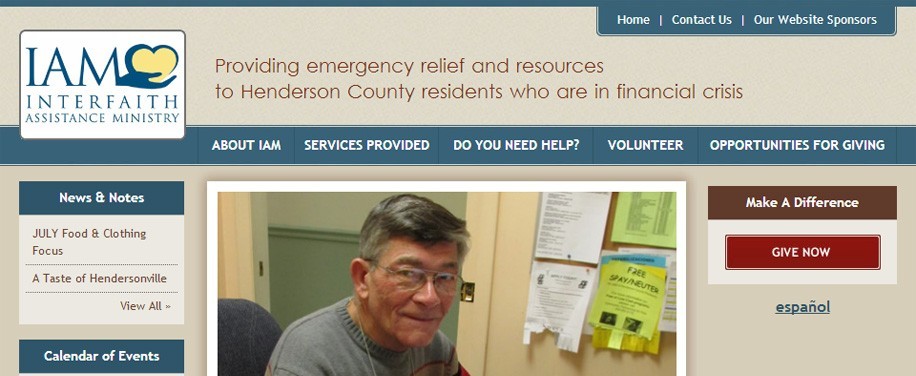 Home | Contact Us | Our Website Sponsors
IAM
INTERFAITH
ASSISTANCE MINISTRY
Providing emergency relief and resources
to Henderson County residents who are in financial crisis
ABOUT IAM
SERVICES PROVIDED
DO YOU NEED HELP?
VOLUNTEER
OPPORTUNITIES FOR GIVING
News & Notes
JULY Food & Clothing
Focus
A Taste of Hendersonville
View All »
Calendar of Events
FREE
SPAY/NEUTER
Make A Difference
GIVE NOW
español